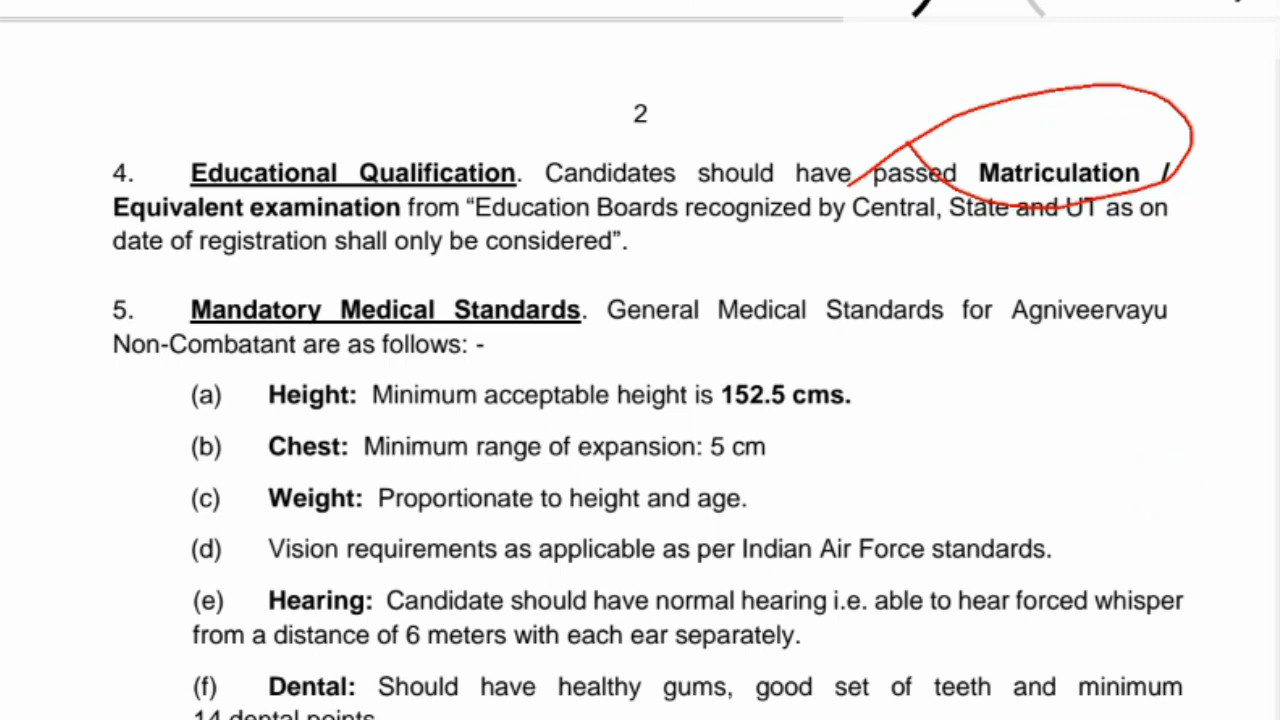 2
4. Educational Qualification. Candidates should have passed Matriculation /
Equivalent examination from “Education Boards recognized by Central, State and UT as on
date of registration shall only be considered”.
5. Mandatory Medical Standards. General Medical Standards for Agniveervayu
Non-Combatant are as follows: -
(a) Height: Minimum acceptable height is 152.5 cms.
(b) Chest: Minimum range of expansion: 5 cm
(c) Weight: Proportionate to height and age.
(d) Vision requirements as applicable as per Indian Air Force standards.
(e) Hearing: Candidate should have normal hearing i.e. able to hear forced whisper
from a distance of 6 meters with each ear separately.
(f) Dental: Should have healthy gums, good set of teeth and minimum
14 dental points